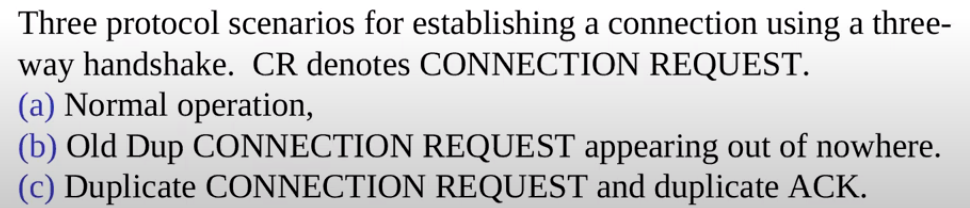 Three protocol scenarios for establishing a connection using a three-
way handshake.  CR denotes CONNECTION REQUEST.
(a) Normal operation,
(b) Old Dup CONNECTION REQUEST appearing out of nowhere.
(c) Duplicate CONNECTION REQUEST and duplicate ACK.